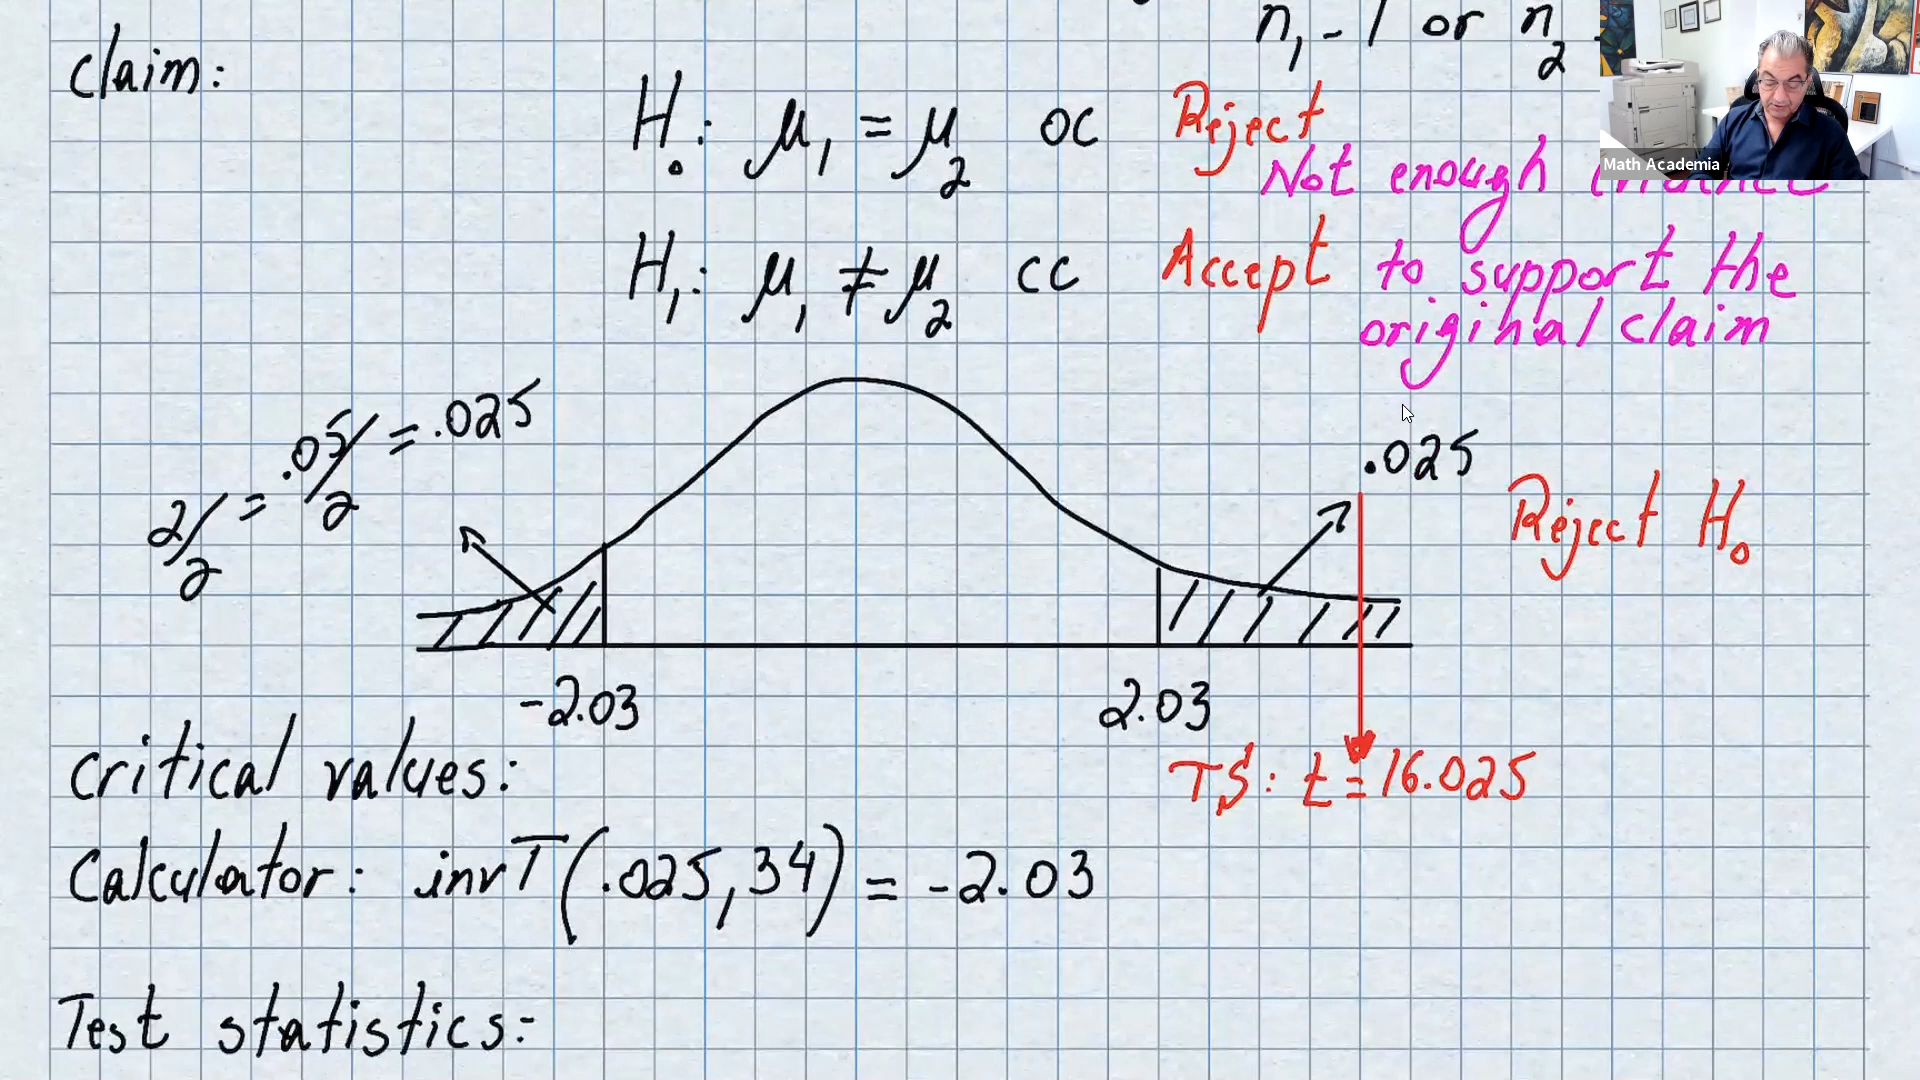 n₁ - 1 or n₂
claim:
H₀: μ₁ = μ₂ OC Reject
Math Academia
Not enough
H₁: μ₁ ≠ μ₂ CC Accept to support the
original claim
2/2 = .05/2 = .025
.025
Reject H₀
-2.03 2.03
critical values:
TS: t = 16.025
Calculator: invT(.025,34) = -2.03
Test statistics: